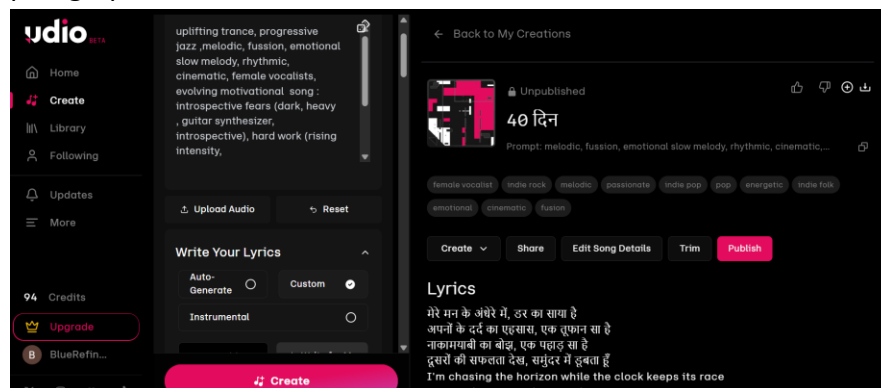 udio BETA
Home
Create
Library
Following
Updates
More
94 Credits
Upgrade
B BlueRefin...
uplifting trance, progressive
jazz ,melodic, fussion, emotional
slow melody, rhythmic,
cinematic, female vocalists,
evolving motivational song :
introspective fears (dark, heavy
, guitar synthesizer,
introspective), hard work (rising
intensity,
Upload Audio
Reset
Write Your Lyrics
Auto-
Generate
Custom
Instrumental
Create
Back to My Creations
Unpublished
40 दिन
Prompt: melodic, fussion, emotional slow melody, rhythmic, cinematic,...
female vocalist indie rock melodic passionate indie pop pop energetic indie folk
emotional cinematic fusion
Create Share Edit Song Details Trim Publish
Lyrics
मेरे मन के अंधेरे में, डर का साया है
अपनों के दर्द का एहसास, एक तूफान सा है
नाकामयाबी का बोझ, एक पहाड़ सा है
दूसरों की सफलता देख, समुंदर में डूबता हूँ
I'm chasing the horizon while the clock keeps its race